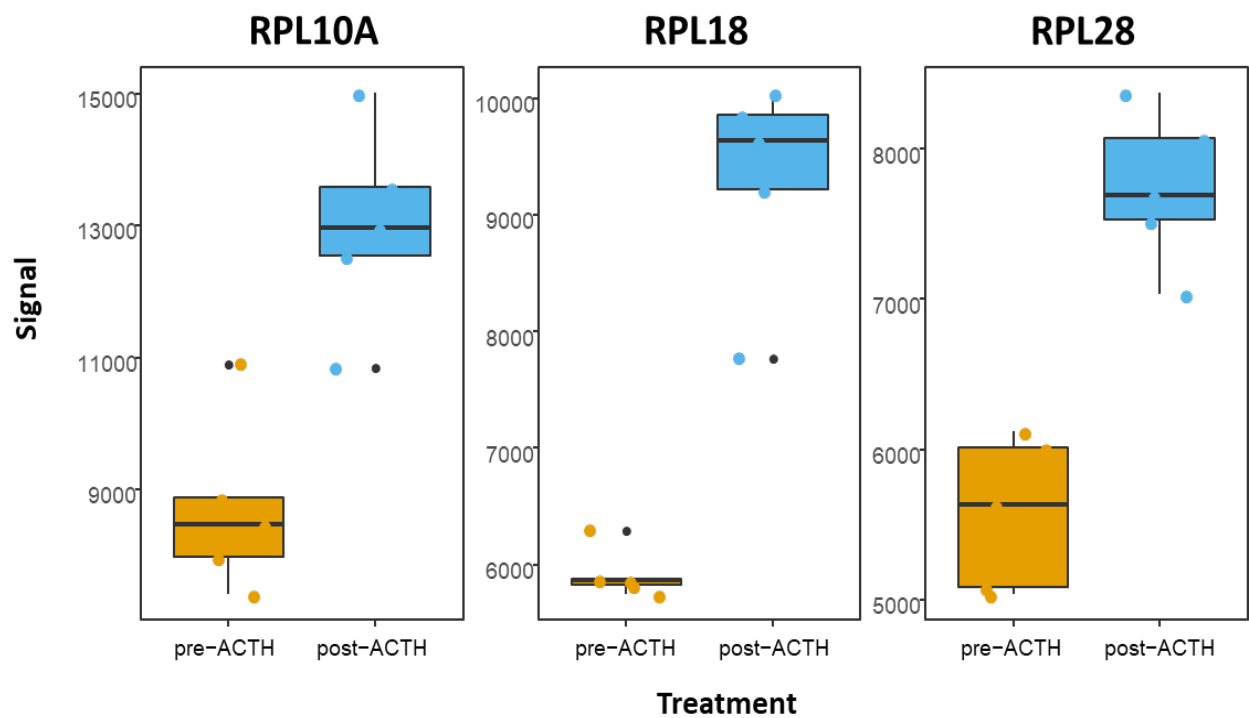 RPL10A
RPL18
RPL28
Signal
15000
13000
11000
9000
10000
9000
8000
7000
6000
8000
7000
6000
5000
pre−ACTH
post−ACTH
pre−ACTH
post−ACTH
pre−ACTH
post−ACTH
Treatment